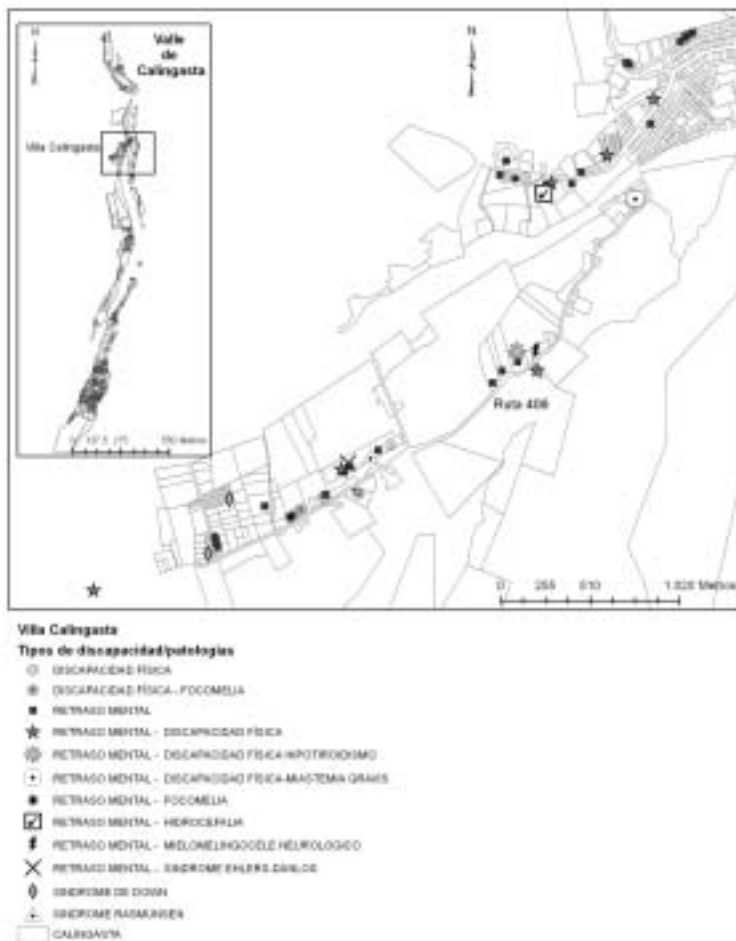 N
Valle
de
Calingasta
Villa Calingasta
550 Metros
N
Ruta 406
0 255 510 1.020 Metros
Villa Calingasta
Tipos de discapacidad/patologías
DISCAPACIDAD FÍSICA
DISCAPACIDAD FÍSICA - FOCOMELIA
RETRASO MENTAL
RETRASO MENTAL - DISCAPACIDAD FÍSICA
RETRASO MENTAL - DISCAPACIDAD FÍSICA HIPOTIROIDISMO
RETRASO MENTAL - DISCAPACIDAD FÍSICA-MIASTEMIA GRAVIS
RETRASO MENTAL - FOCOMELIA
RETRASO MENTAL - HIDROCEFALIA
RETRASO MENTAL - MIELOMELINGOCELE NEUROLOGICO
RETRASO MENTAL - SINDROME EHLERS-DANLOS
SINDROME DE DOWN
SINDROME RASMUNSEN
CALINGASTA